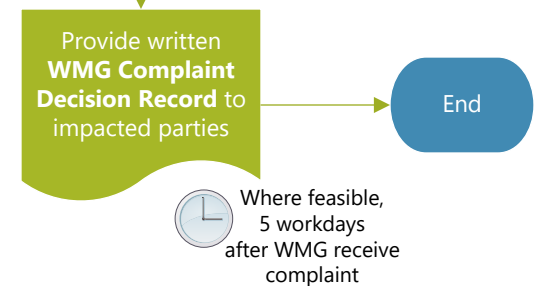 Provide written
WMG Complaint
Decision Record to
impacted parties
End
Where feasible,
5 workdays
after WMG receive
complaint